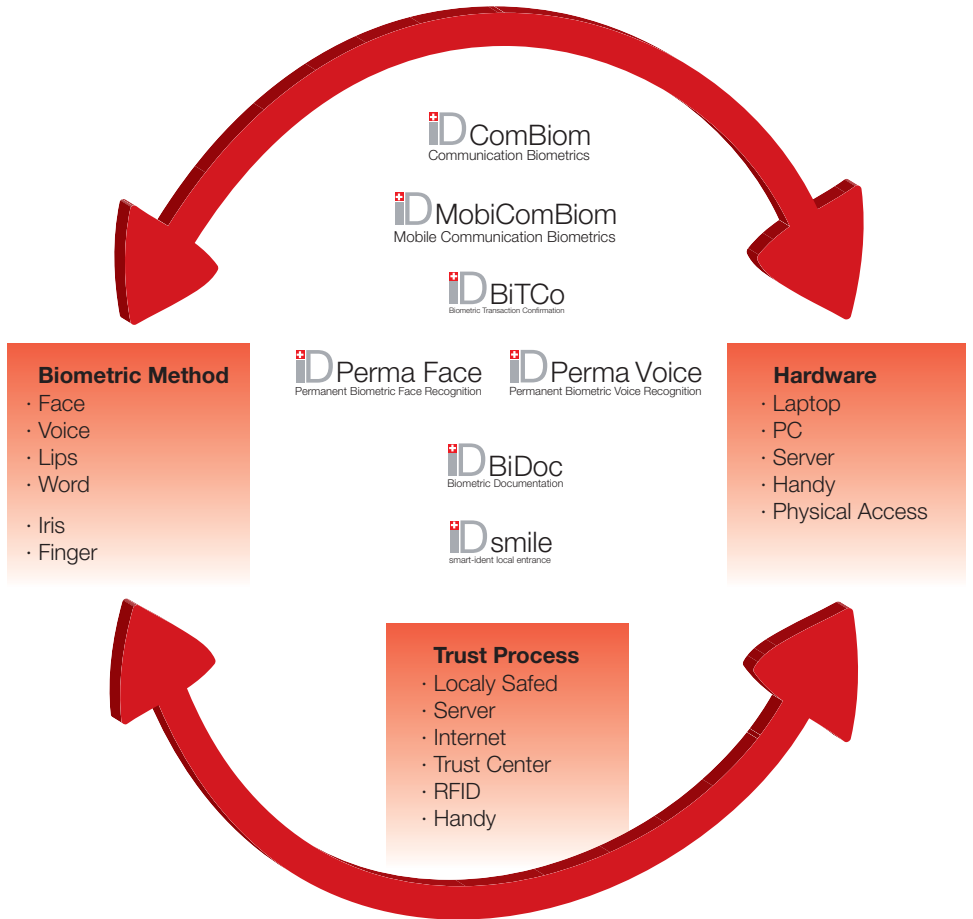 iD ComBiom
Communication Biometrics
iD MobiComBiom
Mobile Communication Biometrics
iD BiTCo
Biometric Transaction Confirmation
iD Perma Face
Permanent Biometric Face Recognition
iD Perma Voice
Permanent Biometric Voice Recognition
iD BiDoc
Biometric Documentation
iD smile
smart-ident local entrance
Biometric Method
· Face
· Voice
· Lips
· Word
· Iris
· Finger
Hardware
· Laptop
· PC
· Server
· Handy
· Physical Access
Trust Process
· Localy Safed
· Server
· Internet
· Trust Center
· RFID
· Handy